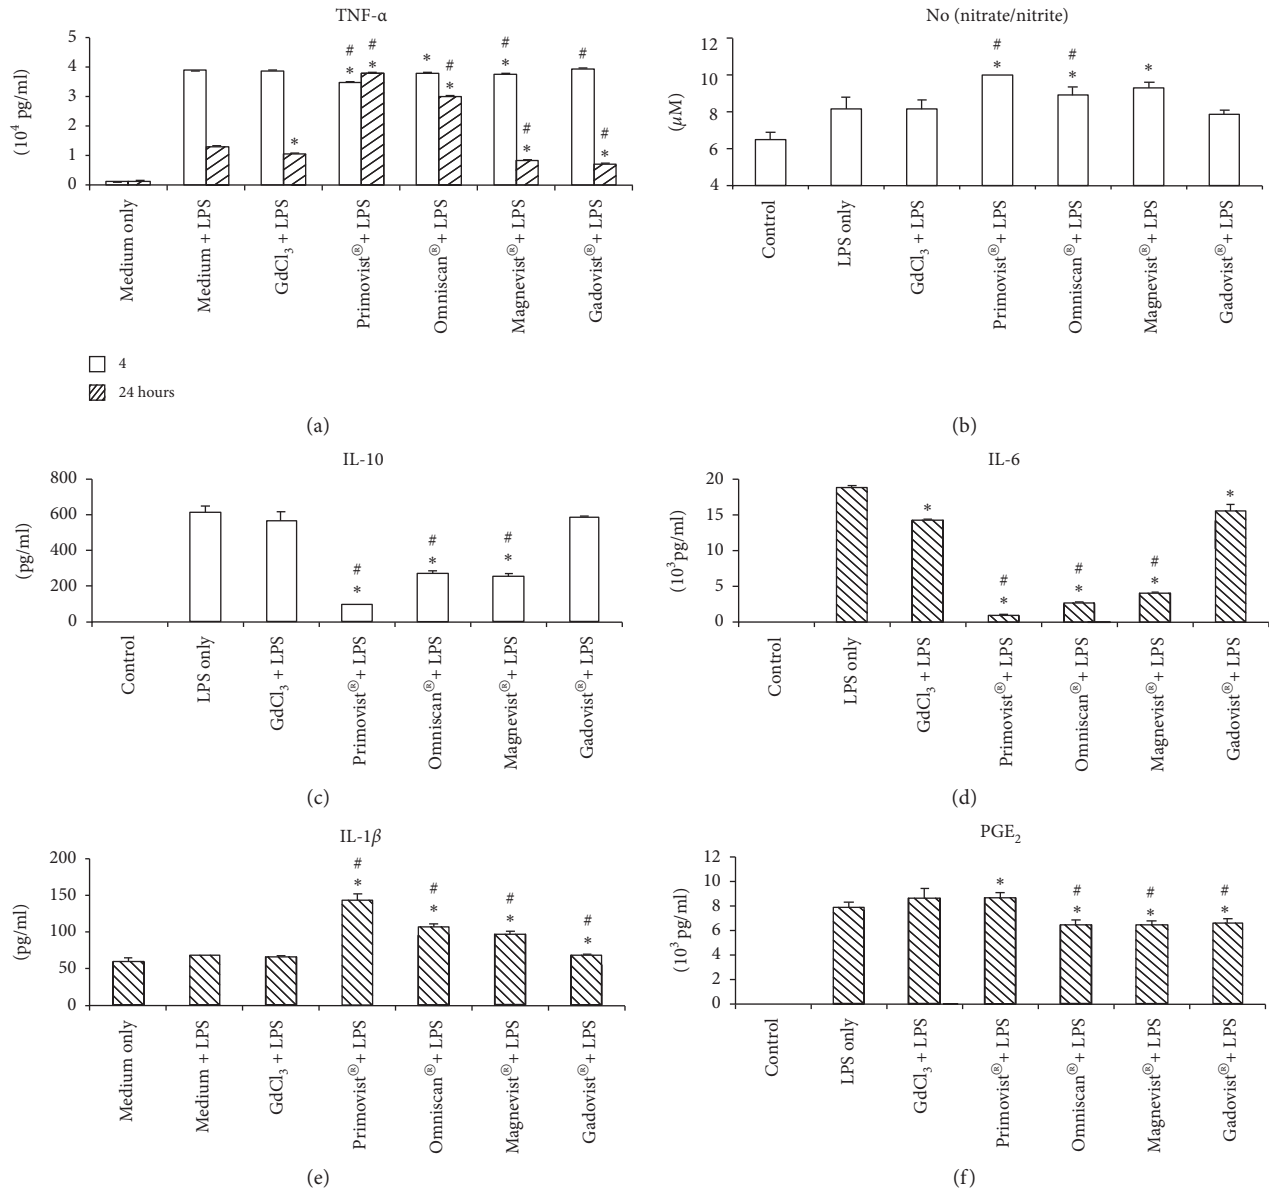 TNF-α
(10⁴ pg/ml)
5
4
3
2
1
0
# * # * * # * # * # * # # *
*
Medium only
Medium + LPS
GdCl₃ + LPS
Primovist® + LPS
Omniscan® + LPS
Magnevist® + LPS
Gadovist® + LPS
4
24 hours
(a)
No (nitrate/nitrite)
(μM)
12
10
8
6
4
# * # * *
Control
LPS only
GdCl₃ + LPS
Primovist® + LPS
Omniscan® + LPS
Magnevist® + LPS
Gadovist® + LPS
(b)
IL-10
(pg/ml)
800
600
400
200
0
# * # * # *
Control
LPS only
GdCl₃ + LPS
Primovist® + LPS
Omniscan® + LPS
Magnevist® + LPS
Gadovist® + LPS
(c)
IL-6
(10³pg/ml)
20
15
10
5
0
* # * # * # * *
Control
LPS only
GdCl₃ + LPS
Primovist® + LPS
Omniscan® + LPS
Magnevist® + LPS
Gadovist® + LPS
(d)
IL-1β
(pg/ml)
200
150
100
50
0
# * # * # * # *
Medium only
Medium + LPS
GdCl₃ + LPS
Primovist® + LPS
Omniscan® + LPS
Magnevist® + LPS
Gadovist® + LPS
(e)
PGE₂
(10³ pg/ml)
12
10
8
6
4
2
0
* # * # * # *
Control
LPS only
GdCl₃ + LPS
Primovist® + LPS
Omniscan® + LPS
Magnevist® + LPS
Gadovist® + LPS
(f)